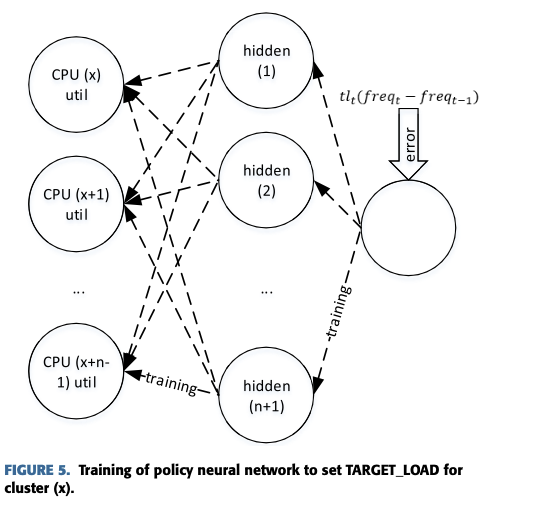 CPU (x)
util
hidden
(1)
tl_t(freq_t − freq_{t−1})
error
CPU (x+1)
util
hidden
(2)
...
...
training
CPU (x+n-
1) util
training
hidden
(n+1)
FIGURE 5. Training of policy neural network to set TARGET_LOAD for
cluster (x).